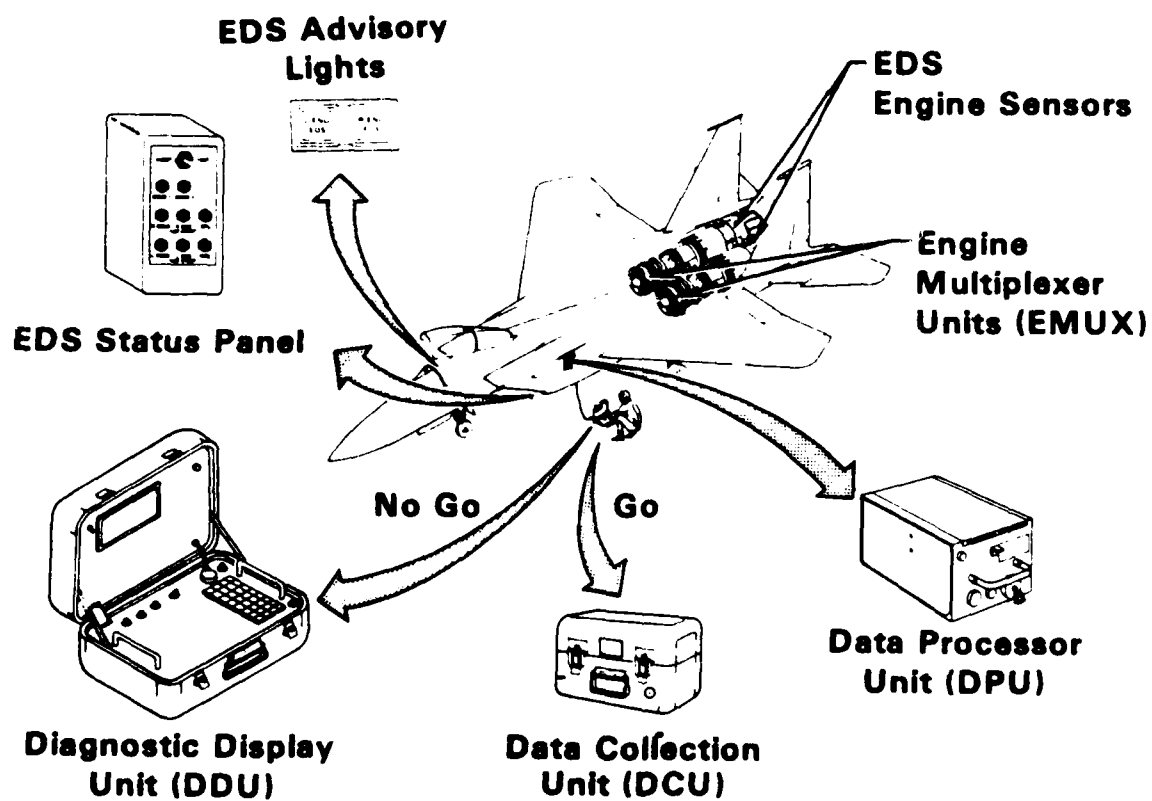 EDS Advisory
Lights
EDS
Engine Sensors
Engine
Multiplexer
Units (EMUX)
EDS Status Panel
No Go
Go
Data Processor
Unit (DPU)
Diagnostic Display
Unit (DDU)
Data Collection
Unit (DCU)